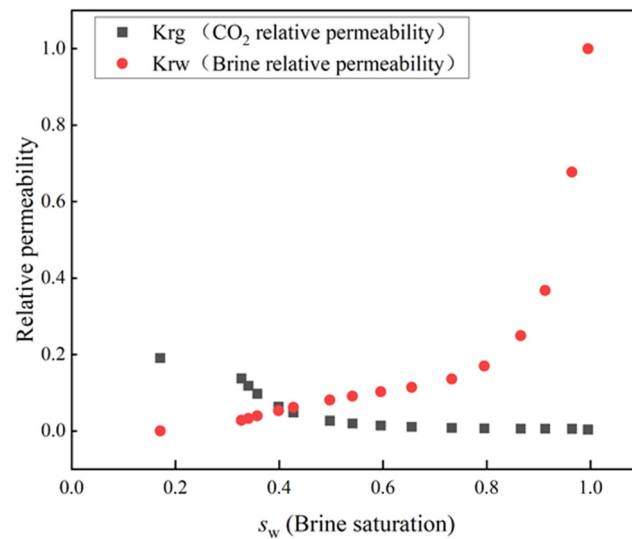 Krg （CO₂ relative permeability）
Krw （Brine relative permeability）
1.0
0.8
0.6
0.4
0.2
0.0
Relative permeability
0.0 0.2 0.4 0.6 0.8 1.0
sw (Brine saturation)